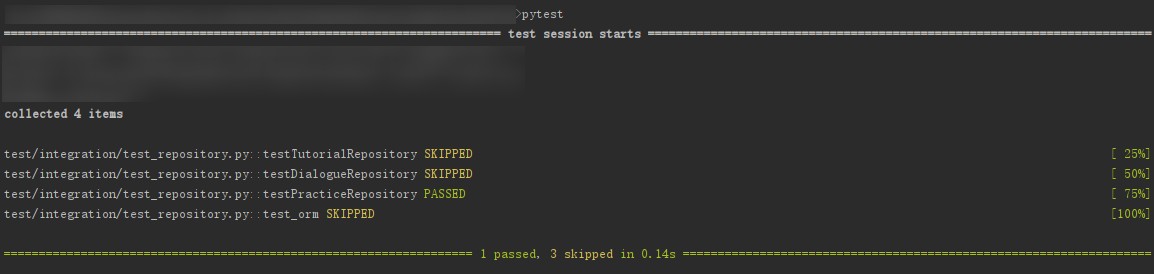 >pytest
============================================================================= test session starts =============================================================================
collected 4 items
test/integration/test_repository.py::testTutorialRepository SKIPPED [ 25%]
test/integration/test_repository.py::testDialogueRepository SKIPPED [ 50%]
test/integration/test_repository.py::testPracticeRepository PASSED [ 75%]
test/integration/test_repository.py::test_orm SKIPPED [100%]
======================================================================== 1 passed, 3 skipped in 0.14s ========================================================================